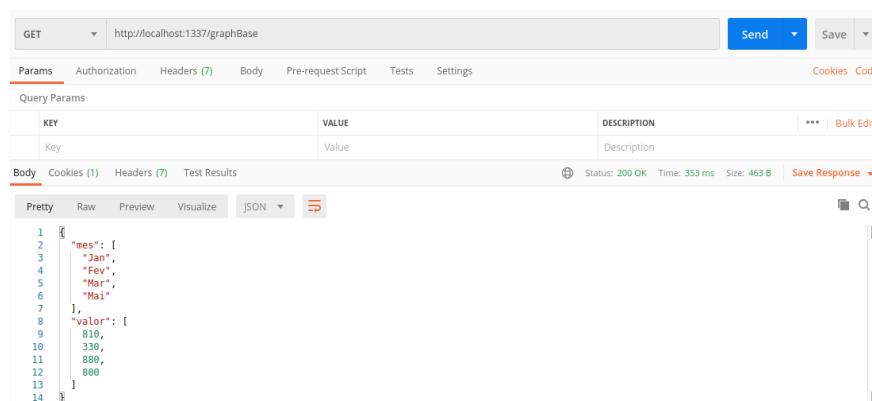 GET http://localhost:1337/graphBase Send Save
Params Authorization Headers (7) Body Pre-request Script Tests Settings Cookies Cod
Query Params
KEY VALUE DESCRIPTION ••• Bulk Edit
Key Value Description
Body Cookies (1) Headers (7) Test Results Status: 200 OK Time: 353 ms Size: 463 B Save Response
Pretty Raw Preview Visualize JSON
1 {
2 "mes": [
3 "Jan",
4 "Fev",
5 "Mar",
6 "Mai"
7 ],
8 "valor": [
9 810,
10 330,
11 880,
12 800
13 ]
14 }